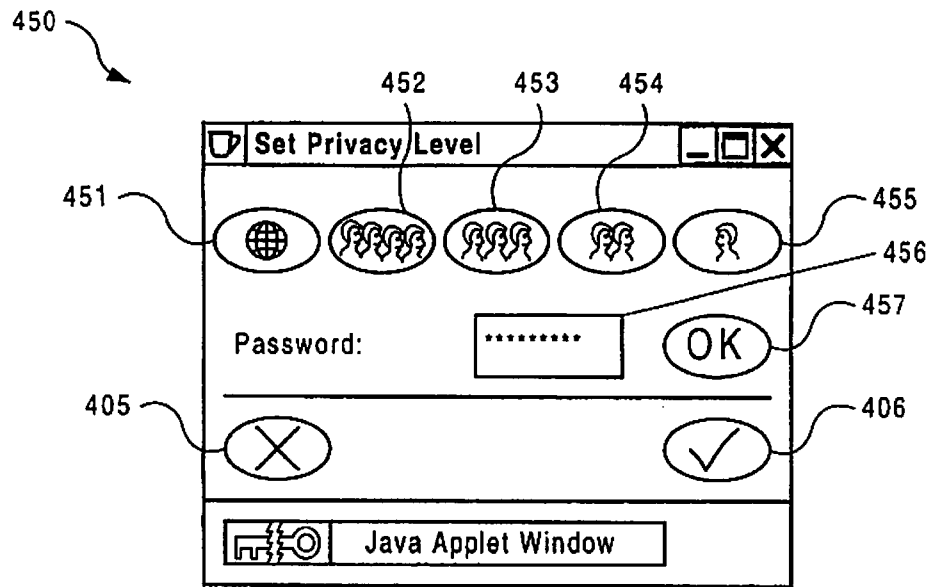 450
452 453 454
Set Privacy Level
451
455
456
Password: *********
OK
457
405
406
Java Applet Window